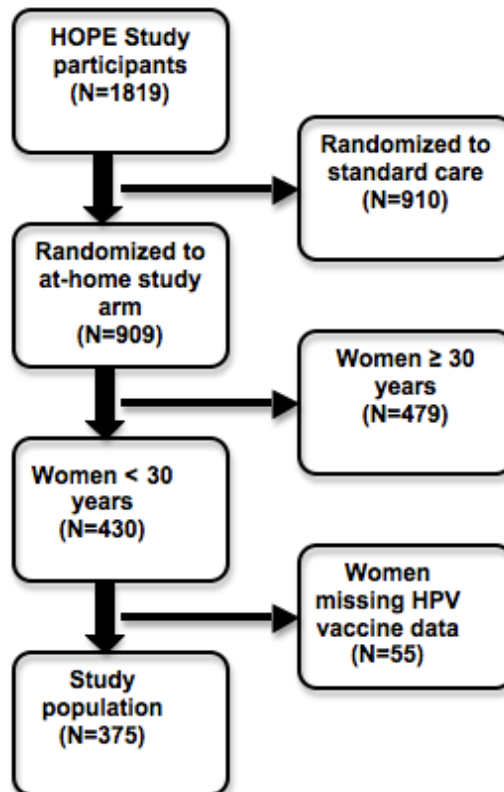 HOPE Study
participants
(N=1819)
Randomized to
standard care
(N=910)
Randomized to
at-home study
arm
(N=909)
Women ≥ 30
years
(N=479)
Women < 30
years
(N=430)
Women
missing HPV
vaccine data
(N=55)
Study
population
(N=375)